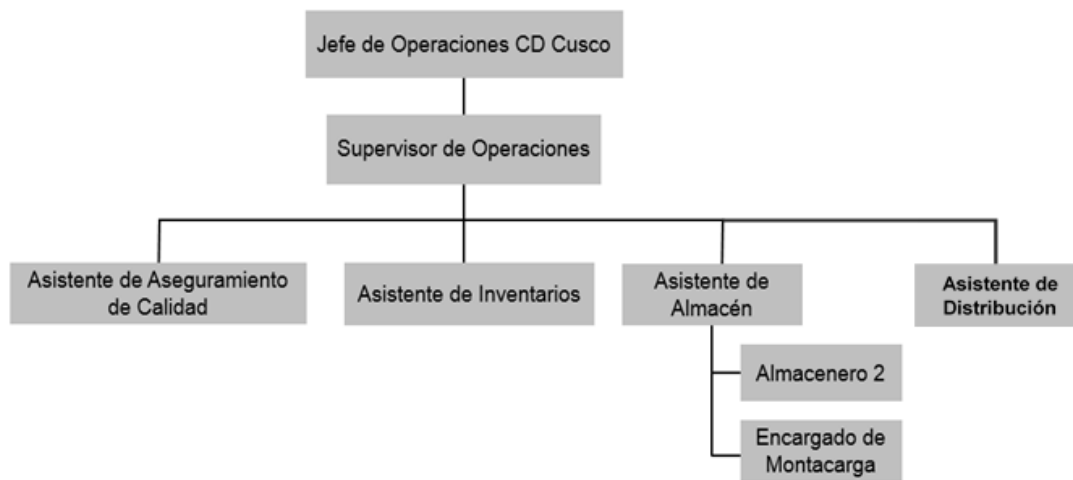 Jefe de Operaciones CD Cusco
Supervisor de Operaciones
Asistente de Aseguramiento
de Calidad
Asistente de Inventarios
Asistente de
Almacén
Asistente de
Distribución
Almacenero 2
Encargado de
Montacarga